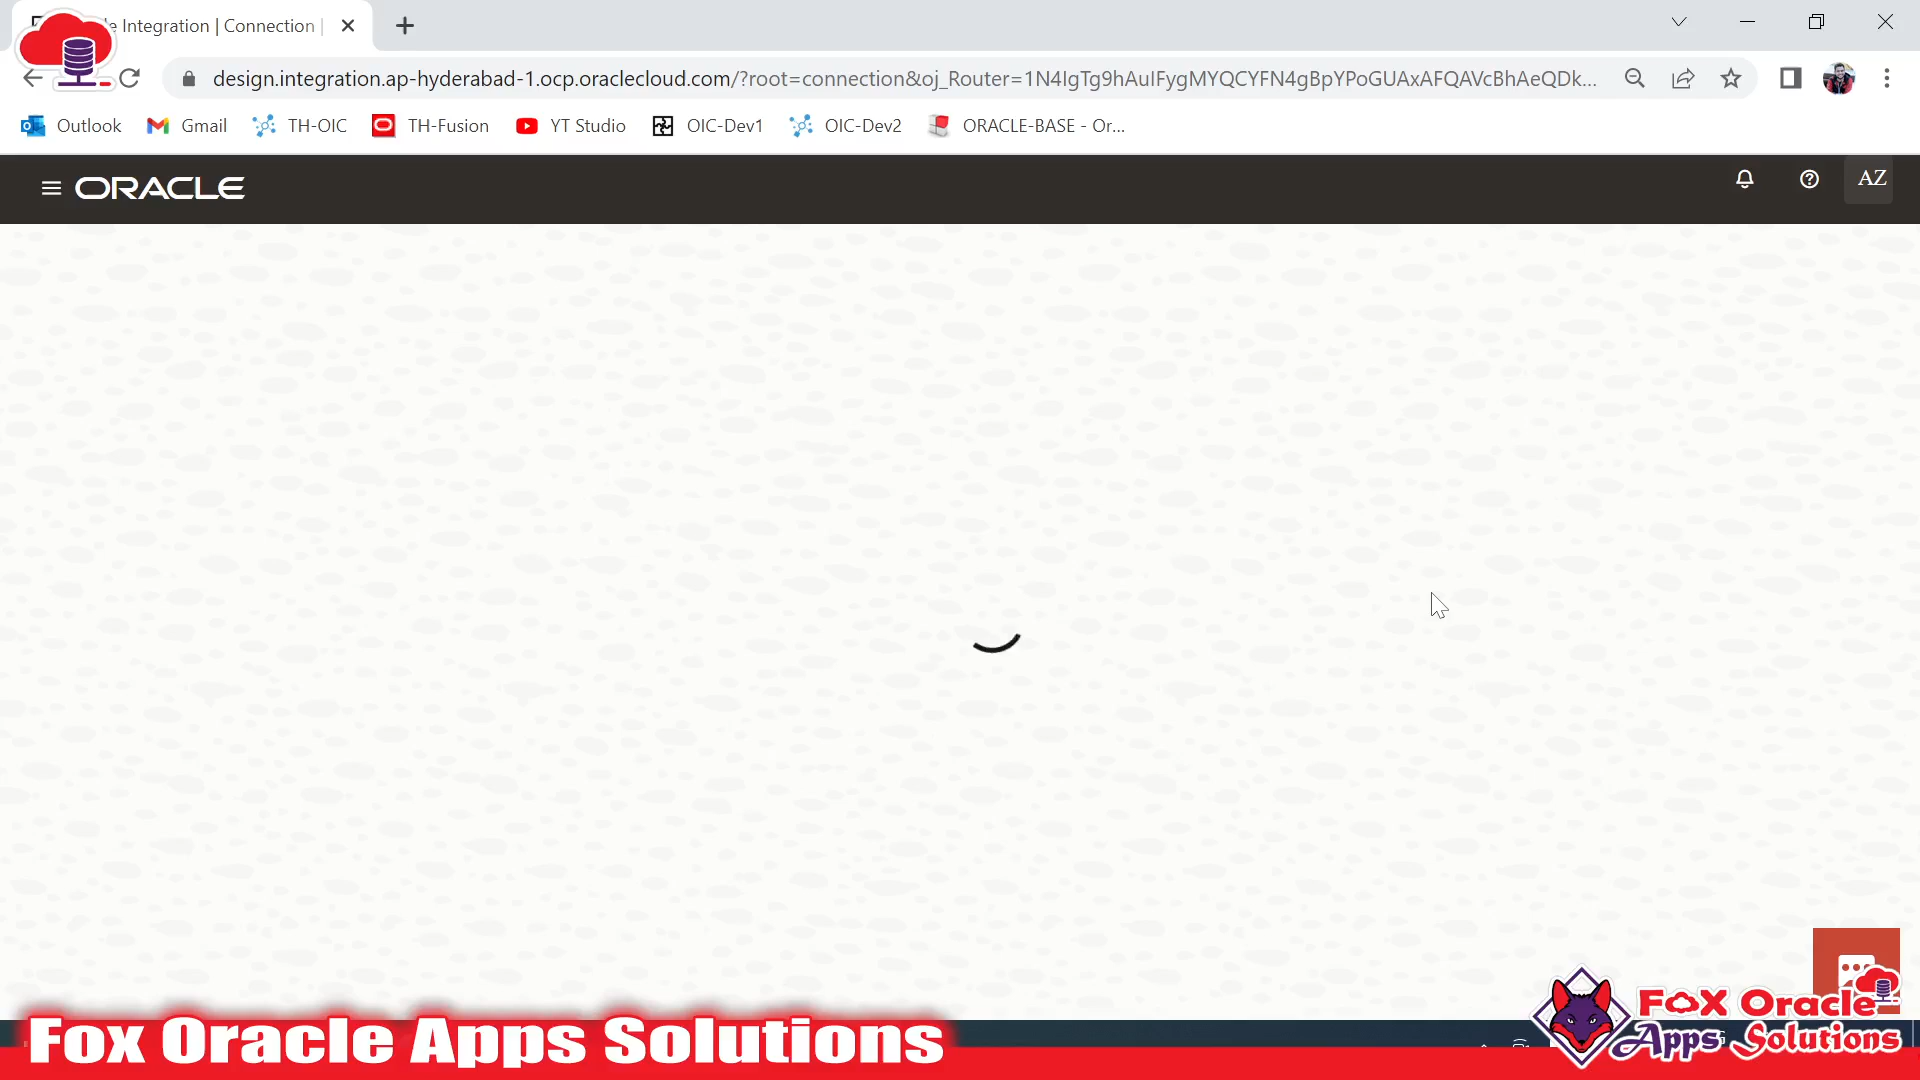 Integration | Connection |
design.integration.ap-hyderabad-1.ocp.oraclecloud.com/?root=connection&oj_Router=1N4IgTg9hAuIFygMYQCYFN4gBpYPoGUAxAFQAVcBhAeQDk...
Outlook
Gmail
TH-OIC
TH-Fusion
YT Studio
OIC-Dev1
OIC-Dev2
ORACLE-BASE - Or...
ORACLE
AZ
Fox Oracle Apps Solutions
Fox Oracle
Apps Solutions